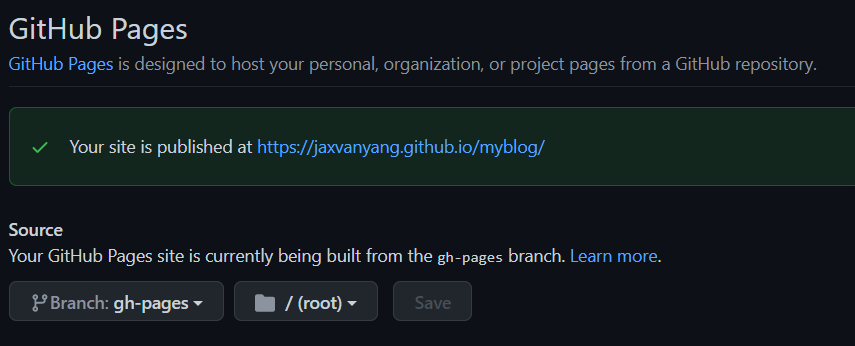 GitHub Pages
GitHub Pages is designed to host your personal, organization, or project pages from a GitHub repository.
Your site is published at https://jaxvanyang.github.io/myblog/
Source
Your GitHub Pages site is currently being built from the gh-pages branch. Learn more.
Branch: gh-pages / (root) Save